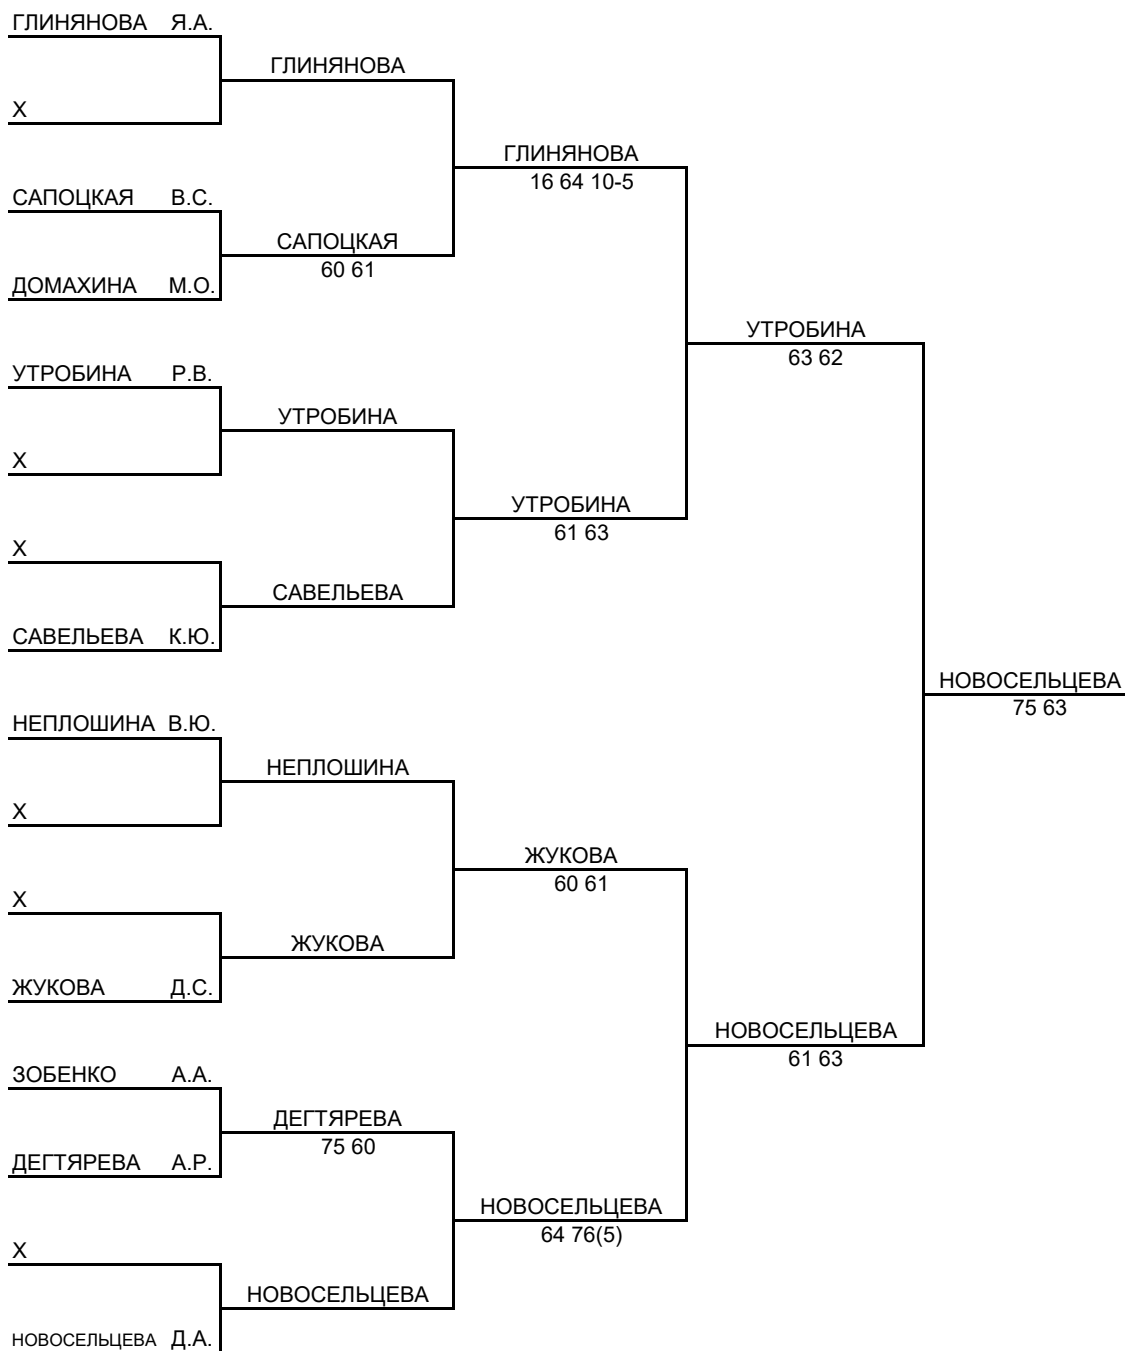 ГЛИНЯНОВА Я.А.
ГЛИНЯНОВА
X
ГЛИНЯНОВА
16 64 10-5
САПОЦКАЯ В.С.
САПОЦКАЯ
60 61
ДОМАХИНА М.О.
УТРОБИНА
63 62
УТРОБИНА Р.В.
УТРОБИНА
X
УТРОБИНА
61 63
X
САВЕЛЬЕВА
САВЕЛЬЕВА К.Ю.
НОВОСЕЛЬЦЕВА
75 63
НЕПЛОШИНА В.Ю.
НЕПЛОШИНА
X
ЖУКОВА
60 61
X
ЖУКОВА
ЖУКОВА Д.С.
НОВОСЕЛЬЦЕВА
61 63
ЗОБЕНКО А.А.
ДЕГТЯРЕВА
75 60
ДЕГТЯРЕВА А.Р.
НОВОСЕЛЬЦЕВА
64 76(5)
X
НОВОСЕЛЬЦЕВА
НОВОСЕЛЬЦЕВА Д.А.